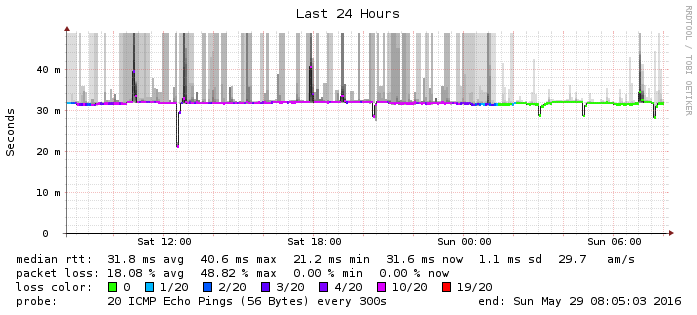 Last 24 Hours
RRDTOOL / TOBI OETIKER
Seconds
40 m
30 m
20 m
10 m
0
Sat 12:00 Sat 18:00 Sun 00:00 Sun 06:00
median rtt: 31.8 ms avg 40.6 ms max 21.2 ms min 31.6 ms now 1.1 ms sd 29.7 am/s
packet loss: 18.08 % avg 48.82 % max 0.00 % min 0.00 % now
loss color: 0 1/20 2/20 3/20 4/20 10/20 19/20
probe: 20 ICMP Echo Pings (56 Bytes) every 300s end: Sun May 29 08:05:03 2016